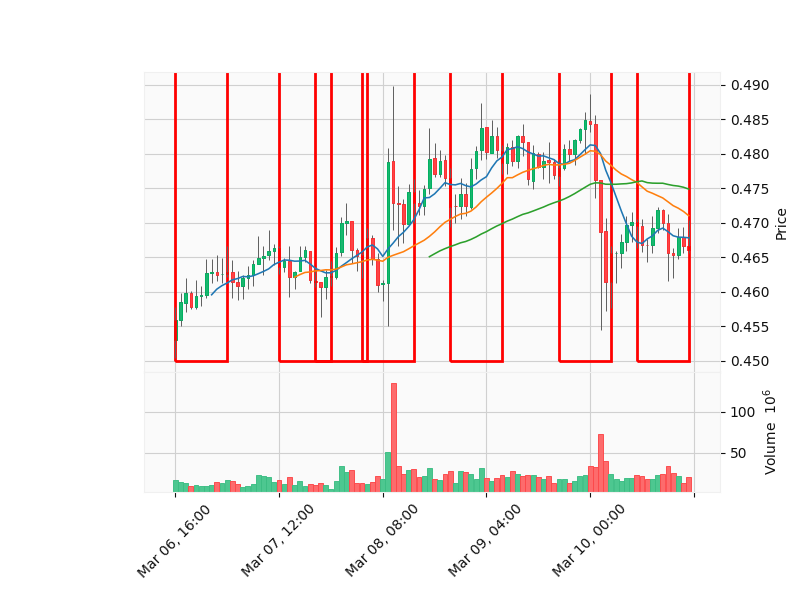 0.490
0.485
0.480
0.475
0.470
0.465
0.460
0.455
0.450
Price
100
50
Volume 10^6
Mar 06, 16:00
Mar 07, 12:00
Mar 08, 08:00
Mar 09, 04:00
Mar 10, 00:00